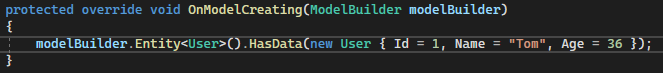 protected override void OnModelCreating(ModelBuilder modelBuilder)
{
    modelBuilder.Entity<User>().HasData(new User { Id = 1, Name = "Tom", Age = 36 });
}